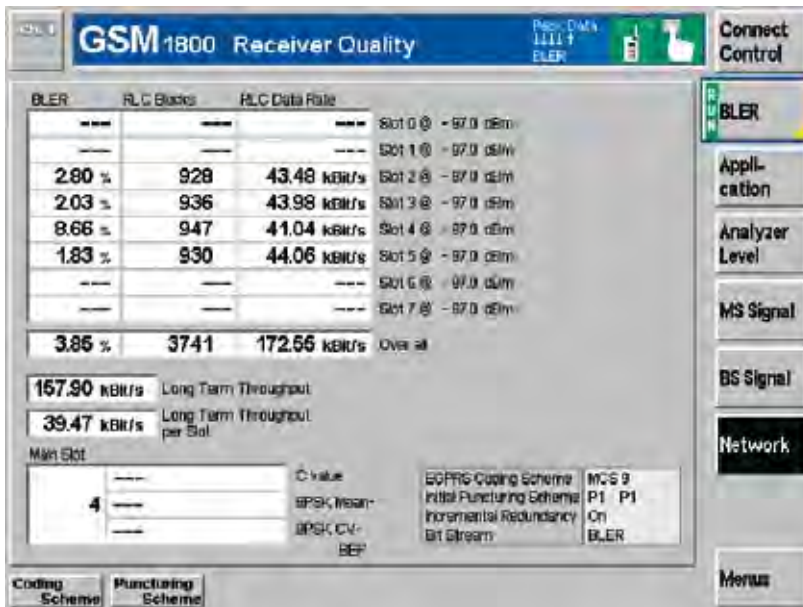 GSM 1800 Receiver Quality
BLER
Connect Control
BLER RLC Blocks RLC Data Rate
--- --- --- Slot 0 @ - 97.0 dBm
--- --- --- Slot 1 @ - 97.0 dBm
2.80 % 928 43.48 kBit/s Slot 2 @ - 97.0 dBm
2.03 % 936 43.98 kBit/s Slot 3 @ - 97.0 dBm
8.66 % 947 41.04 kBit/s Slot 4 @ - 97.0 dBm
1.83 % 930 44.06 kBit/s Slot 5 @ - 97.0 dBm
--- --- --- Slot 6 @ - 97.0 dBm
--- --- --- Slot 7 @ - 97.0 dBm
3.85 % 3741 172.56 kBit/s Over all
157.90 kBit/s Long Term Throughput
39.47 kBit/s Long Term Throughput per Slot
Main Slot
4
--- C value
--- 8PSK Mean-
--- 8PSK CV-
BEP
EGPRS Coding Scheme MCS 9
Initial Puncturing Scheme P1 P1
Incremental Redundancy On
Bit Stream BLER
RUN
BLER
Appli-
cation
Analyzer
Level
MS Signal
BS Signal
Network
Menus
Coding
Scheme
Puncturing
Scheme